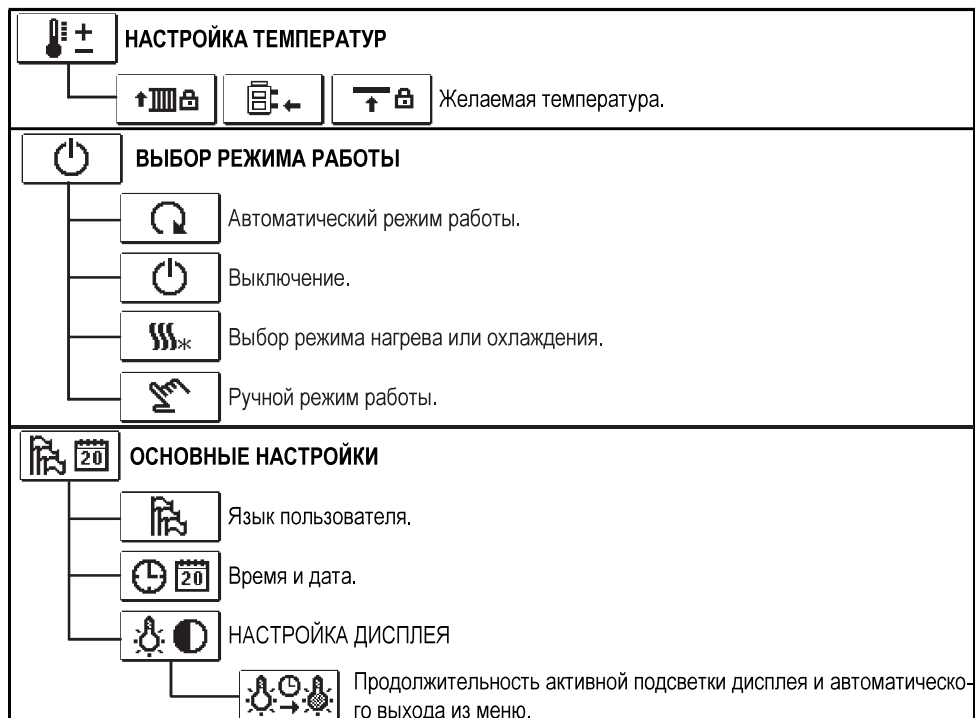 НАСТРОЙКА ТЕМПЕРАТУР
Желаемая температура.
ВЫБОР РЕЖИМА РАБОТЫ
Автоматический режим работы.
Выключение.
Выбор режима нагрева или охлаждения.
Ручной режим работы.
20 ОСНОВНЫЕ НАСТРОЙКИ
Язык пользователя.
20 Время и дата.
НАСТРОЙКА ДИСПЛЕЯ
Продолжительность активной подсветки дисплея и автоматическо-
го выхода из меню.